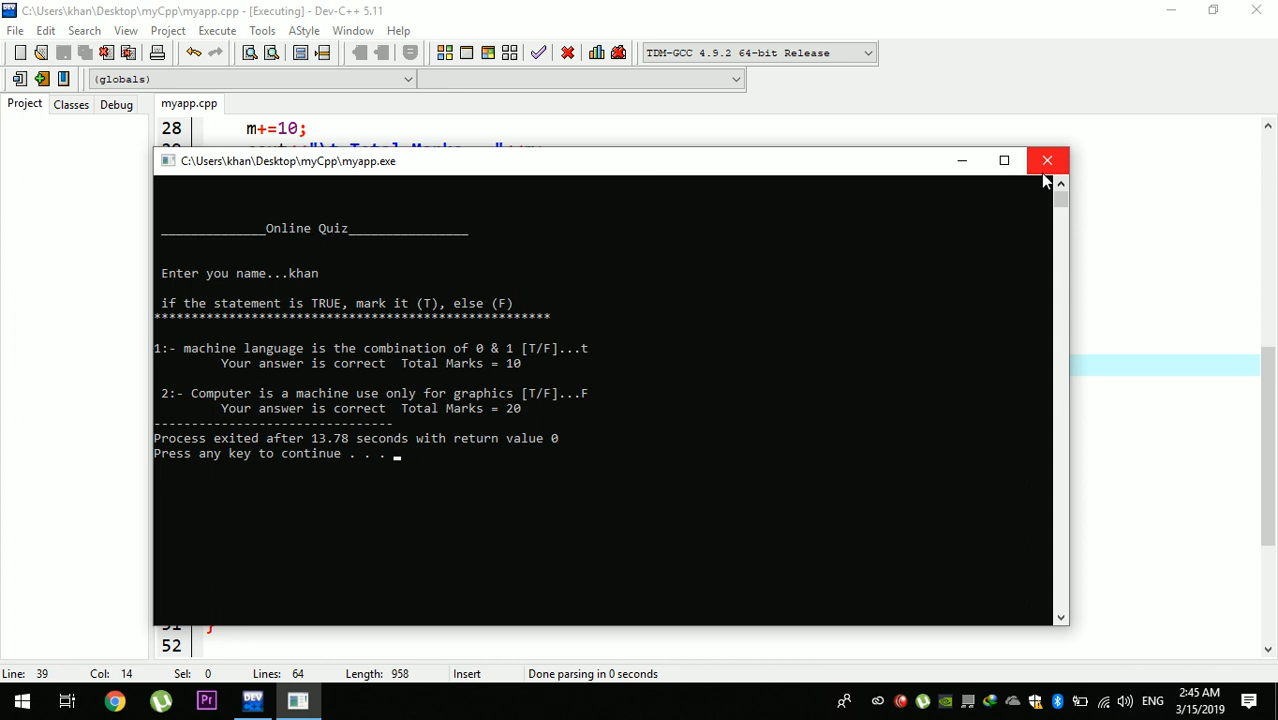 C:\Users\khan\Desktop\myCpp\myapp.cpp - [Executing] - Dev-C++ 5.11
File Edit Search View Project Execute Tools AStyle Window Help
TDM-GCC 4.9.2 64-bit Release
(globals)
Project Classes Debug myapp.cpp
28 m+=10;
C:\Users\khan\Desktop\myCpp\myapp.exe
______________Online Quiz________________
Enter you name...khan
if the statement is TRUE, mark it (T), else (F)
*****************************************************
1:- machine language is the combination of 0 & 1 [T/F]...t
Your answer is correct Total Marks = 10
2:- Computer is a machine use only for graphics [T/F]...F
Your answer is correct Total Marks = 20
--------------------------------
Process exited after 13.78 seconds with return value 0
Press any key to continue . . .
52
Line: 39 Col: 14 Sel: 0 Lines: 64 Length: 958 Insert Done parsing in 0 seconds
DEV
Pr
ENG
2:45 AM
3/15/2019